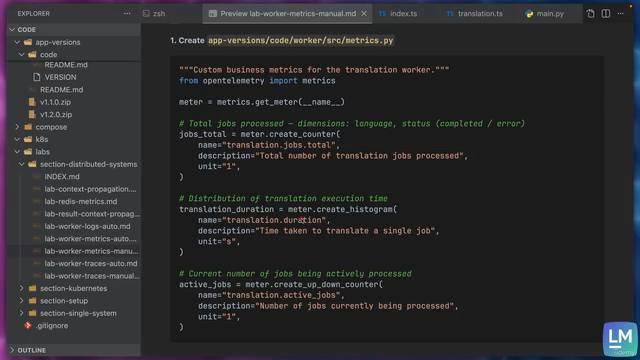 EXPLORER
zsh
Preview lab-worker-metrics-manual.md
index.ts
translation.ts
main.py
CODE
app-versions
code
README.md
VERSION
README.md
v1.1.0.zip
v1.2.0.zip
compose
k8s
labs
section-distributed-systems
INDEX.md
lab-context-propagation....
lab-redis-metrics.md
lab-result-context-propag...
lab-worker-logs-auto.md
lab-worker-metrics-auto....
lab-worker-metrics-manu...
lab-worker-traces-auto.md
lab-worker-traces-manual...
section-kubernetes
section-setup
section-single-system
.gitignore
OUTLINE
1. Create app-versions/code/worker/src/metrics.py
"""Custom business metrics for the translation worker."""
from opentelemetry import metrics
meter = metrics.get_meter(__name__)
# Total jobs processed — dimensions: language, status (completed / error)
jobs_total = meter.create_counter(
name="translation.jobs.total",
description="Total number of translation jobs processed",
unit="1",
)
# Distribution of translation execution time
translation_duration = meter.create_histogram(
name="translation.duration",
description="Time taken to translate a single job",
unit="s",
)
# Current number of jobs being actively processed
active_jobs = meter.create_up_down_counter(
name="translation.active_jobs",
description="Number of jobs currently being processed",
unit="1",
)
LM